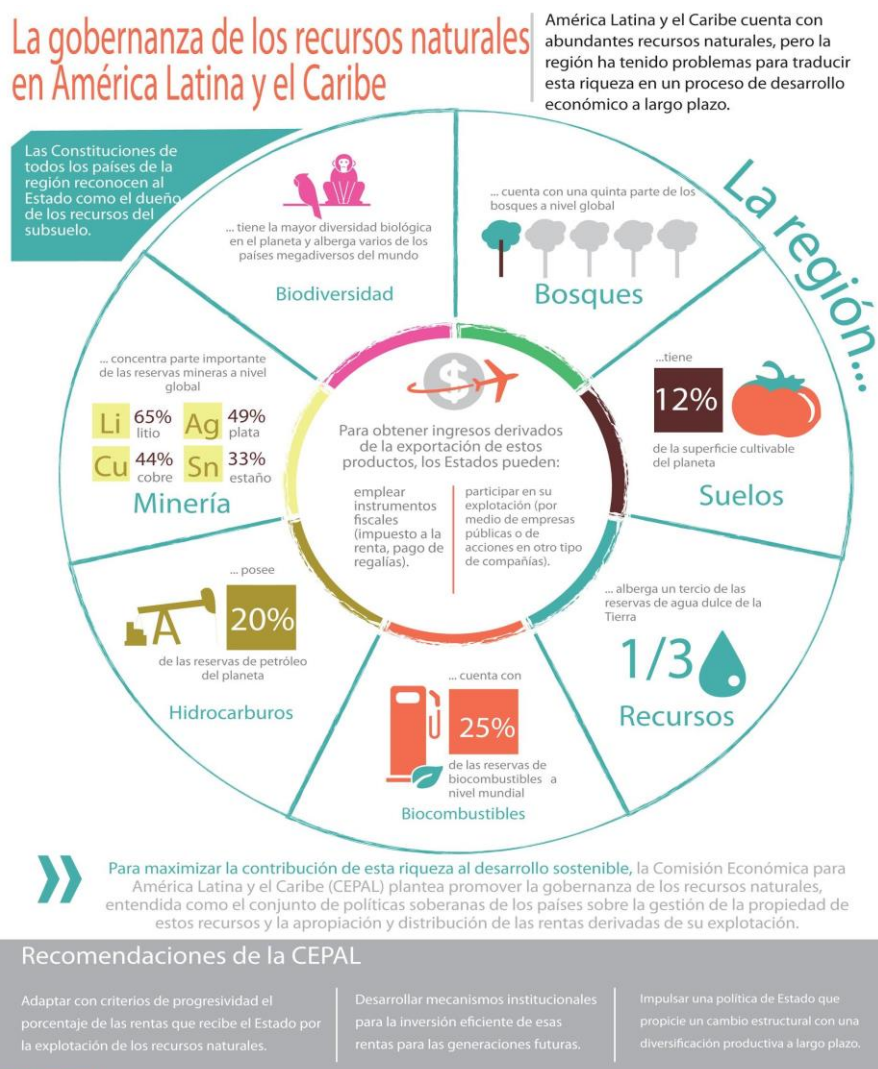 La gobernanza de los recursos naturales
en América Latina y el Caribe
América Latina y el Caribe cuenta con
abundantes recursos naturales, pero la
región ha tenido problemas para traducir
esta riqueza en un proceso de desarrollo
económico a largo plazo.
Las Constituciones de
todos los países de la
región reconocen al
Estado como el dueño
de los recursos del
subsuelo.
La región...
... tiene la mayor diversidad biológica
en el planeta y alberga varios de los
países megadiversos del mundo
Biodiversidad
... cuenta con una quinta parte de los
bosques a nivel global
Bosques
...tiene
12%
de la superficie cultivable
del planeta
Suelos
... alberga un tercio de las
reservas de agua dulce de la
Tierra
1/3
Recursos
... cuenta con
25%
de las reservas de
biocombustibles a
nivel mundial
Biocombustibles
... posee
20%
de las reservas de petróleo
del planeta
Hidrocarburos
... concentra parte importante
de las reservas mineras a nivel
global
Li 65% litio
Ag 49% plata
Cu 44% cobre
Sn 33% estaño
Minería
$
Para obtener ingresos derivados
de la exportación de estos
productos, los Estados pueden:
emplear
instrumentos
fiscales
(impuesto a la
renta, pago de
regalías).
participar en su
explotación (por
medio de empresas
públicas o de
acciones en otro tipo
de compañías).
Para maximizar la contribución de esta riqueza al desarrollo sostenible, la Comisión Económica para
América Latina y el Caribe (CEPAL) plantea promover la gobernanza de los recursos naturales,
entendida como el conjunto de políticas soberanas de los países sobre la gestión de la propiedad de
estos recursos y la apropiación y distribución de las rentas derivadas de su explotación.
Recomendaciones de la CEPAL
Adaptar con criterios de progresividad el
porcentaje de las rentas que recibe el Estado por
la explotación de los recursos naturales.
Desarrollar mecanismos institucionales
para la inversión eficiente de esas
rentas para las generaciones futuras.
Impulsar una política de Estado que
propicie un cambio estructural con una
diversificación productiva a largo plazo.